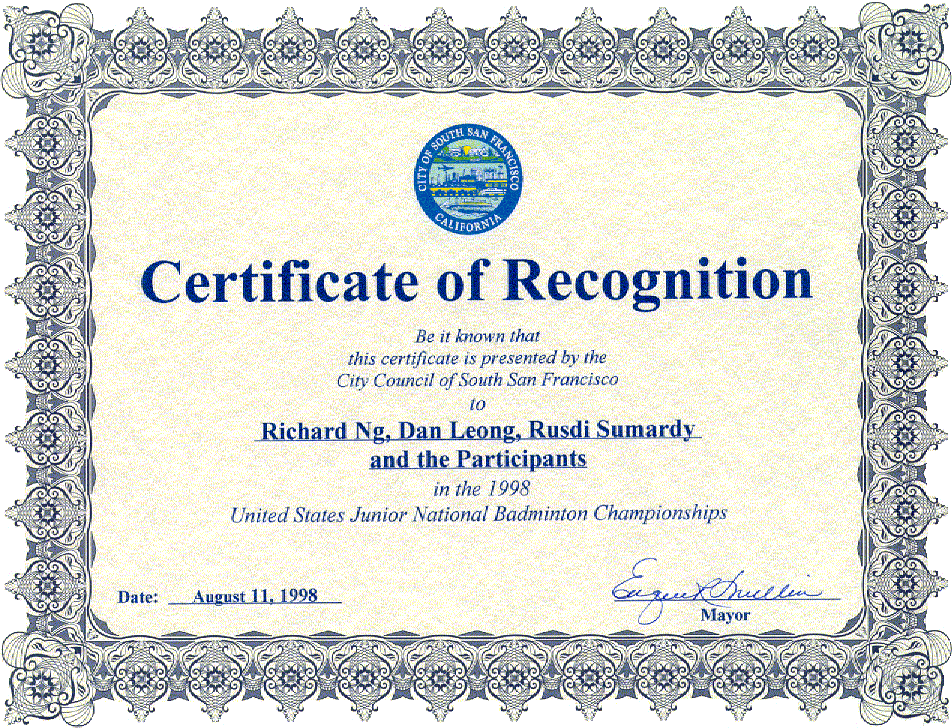 CITY OF SOUTH SAN FRANCISCO
CALIFORNIA
Certificate of Recognition
Be it known that
this certificate is presented by the
City Council of South San Francisco
to
Richard Ng, Dan Leong, Rusdi Sumardy
and the Participants
in the 1998
United States Junior National Badminton Championships
Date: August 11, 1998
Eugene R Mullin
Mayor